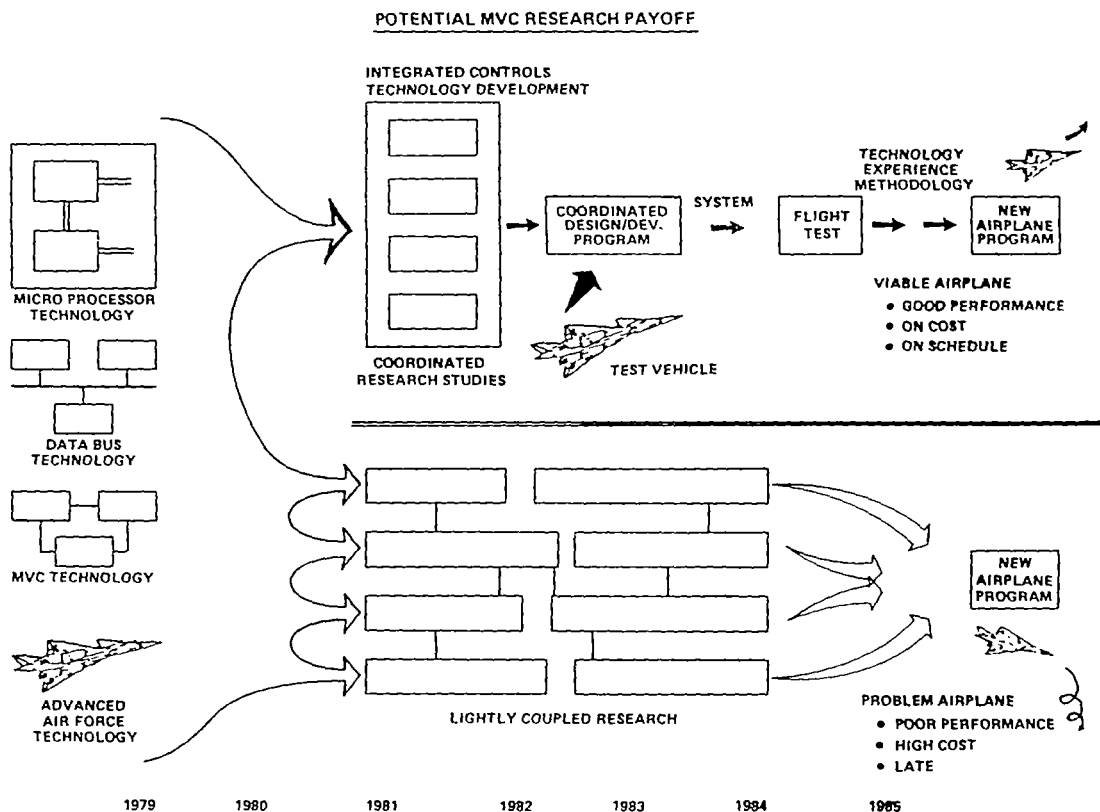 POTENTIAL MVC RESEARCH PAYOFF
INTEGRATED CONTROLS
TECHNOLOGY DEVELOPMENT
MICRO PROCESSOR
TECHNOLOGY
DATA BUS
TECHNOLOGY
MVC TECHNOLOGY
ADVANCED
AIR FORCE
TECHNOLOGY
COORDINATED
RESEARCH STUDIES
COORDINATED
DESIGN/DEV.
PROGRAM
TEST VEHICLE
SYSTEM
FLIGHT
TEST
TECHNOLOGY
EXPERIENCE
METHODOLOGY
NEW
AIRPLANE
PROGRAM
VIABLE AIRPLANE
• GOOD PERFORMANCE
• ON COST
• ON SCHEDULE
LIGHTLY COUPLED RESEARCH
NEW
AIRPLANE
PROGRAM
PROBLEM AIRPLANE
• POOR PERFORMANCE
• HIGH COST
• LATE
1979 1980 1981 1982 1983 1984 1985